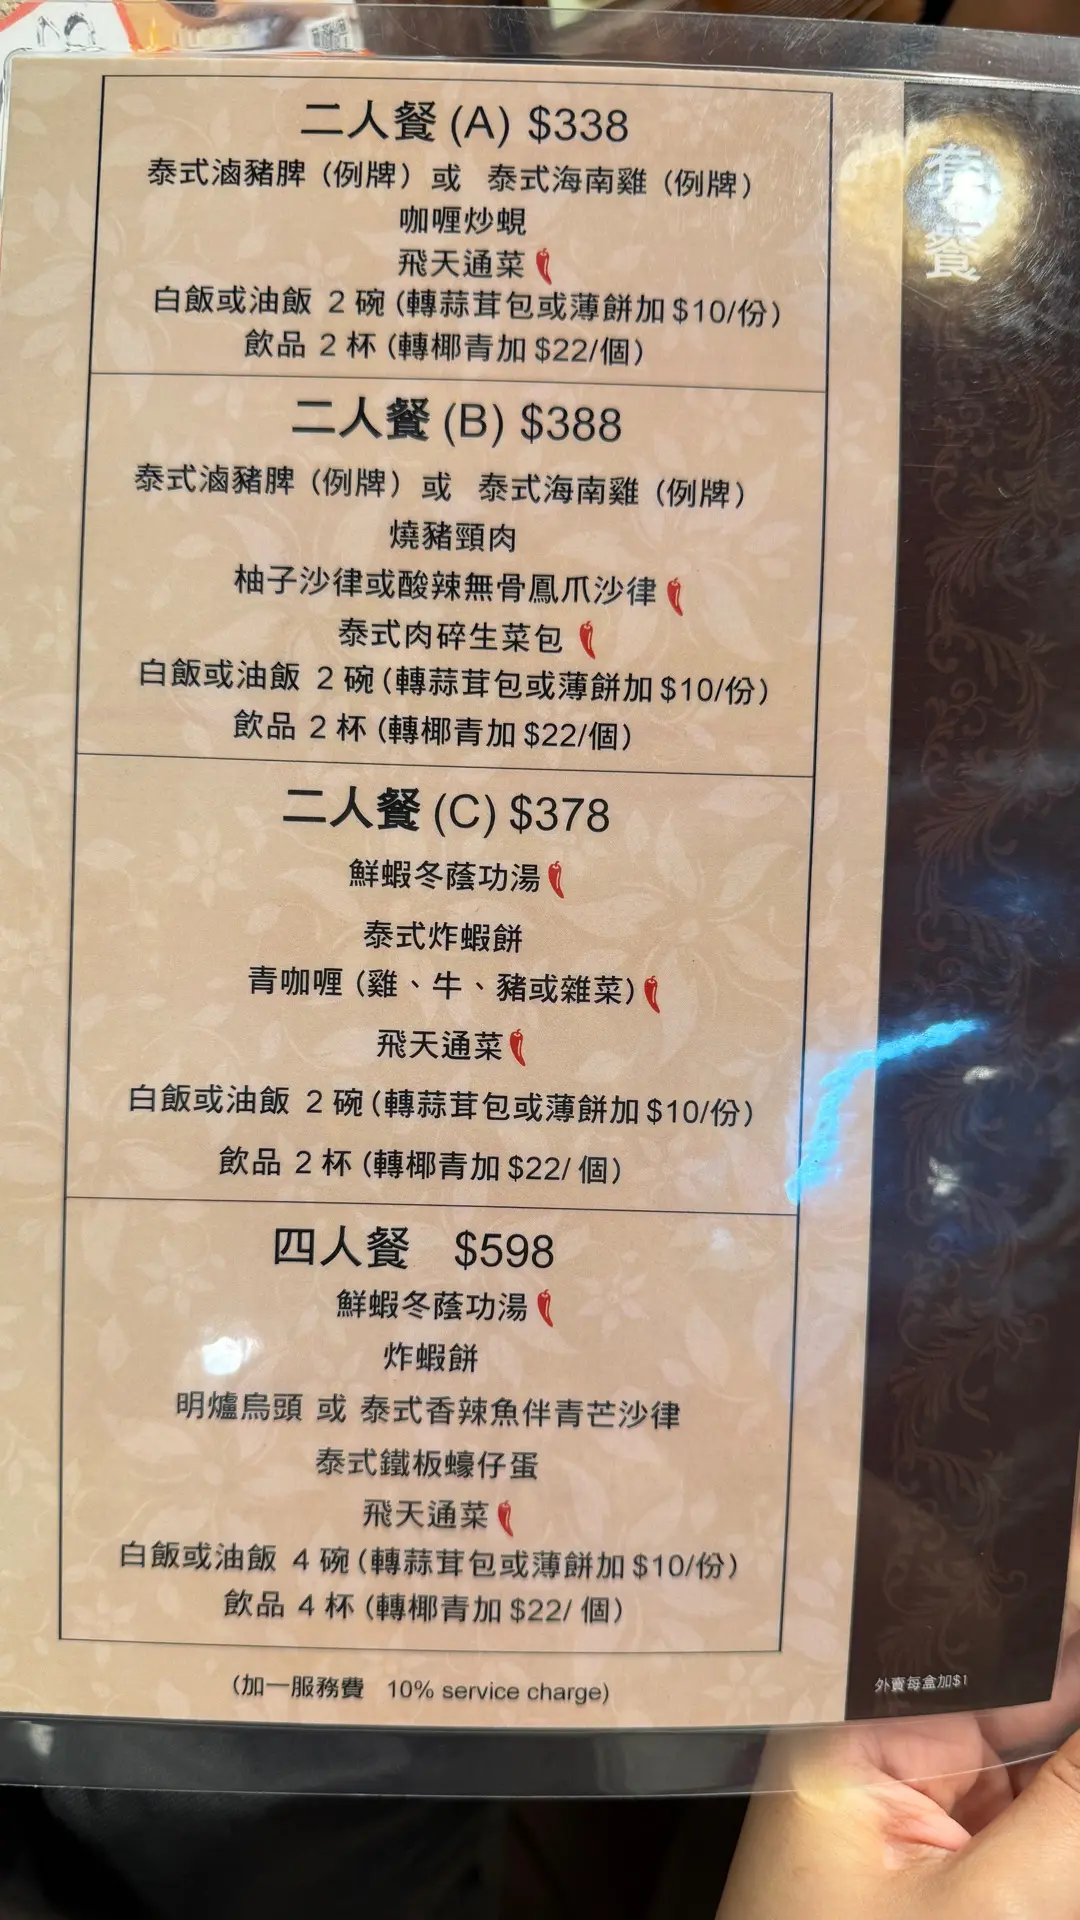 二人餐 (A) $338
泰式滷豬脾 (例牌) 或 泰式海南雞 (例牌)
咖喱炒蜆
飛天通菜
白飯或油飯 2 碗 (轉蒜茸包或薄餅加 $10/份)
飲品 2 杯 (轉椰青加 $22/個)
二人餐 (B) $388
泰式滷豬脾 (例牌) 或 泰式海南雞 (例牌)
燒豬頸肉
柚子沙律或酸辣無骨鳳爪沙律
泰式肉碎生菜包
白飯或油飯 2 碗 (轉蒜茸包或薄餅加 $10/份)
飲品 2 杯 (轉椰青加 $22/個)
二人餐 (C) $378
鮮蝦冬蔭功湯
泰式炸蝦餅
青咖喱 (雞、牛、豬或雜菜)
飛天通菜
白飯或油飯 2 碗 (轉蒜茸包或薄餅加 $10/份)
飲品 2 杯 (轉椰青加 $22/ 個)
四人餐 $598
鮮蝦冬蔭功湯
炸蝦餅
明爐烏頭 或 泰式香辣魚伴青芒沙律
泰式鐵板蠔仔蛋
飛天通菜
白飯或油飯 4 碗 (轉蒜茸包或薄餅加 $10/份)
飲品 4 杯 (轉椰青加 $22/ 個)
(加一服務費 10% service charge)
套餐
外賣每盒加$1